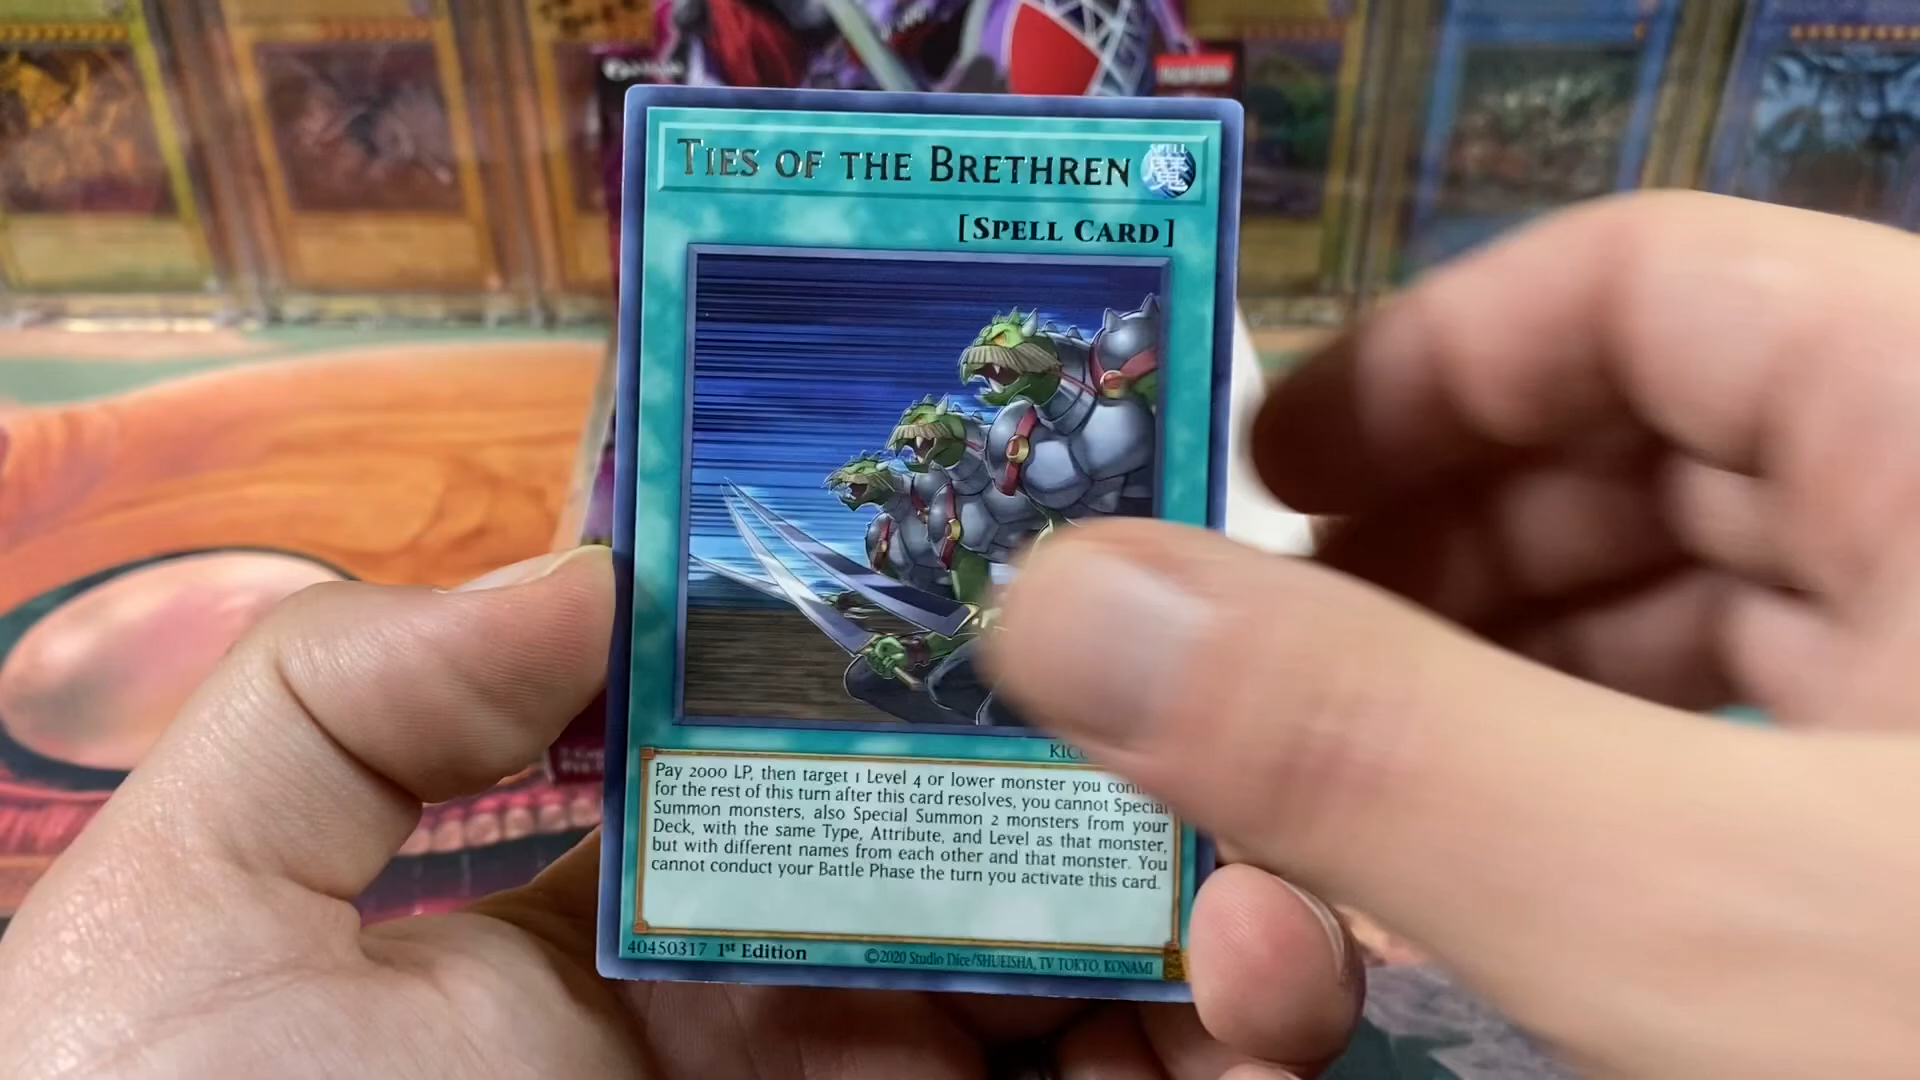 TIES OF THE BRETHREN
SPELL
魔
[SPELL CARD]
KIC
Pay 2000 LP, then target 1 Level 4 or lower monster you
for the rest of this turn after this card resolves, you cannot Special
Summon monsters, also Special Summon 2 monsters from your
Deck, with the same Type, Attribute, and Level as that monster,
but with different names from each other and that monster. You
cannot conduct your Battle Phase the turn you activate this card.
40450317 1st Edition ©2020 Studio Dice/SHUEISHA, TV TOKYO, KONAMI